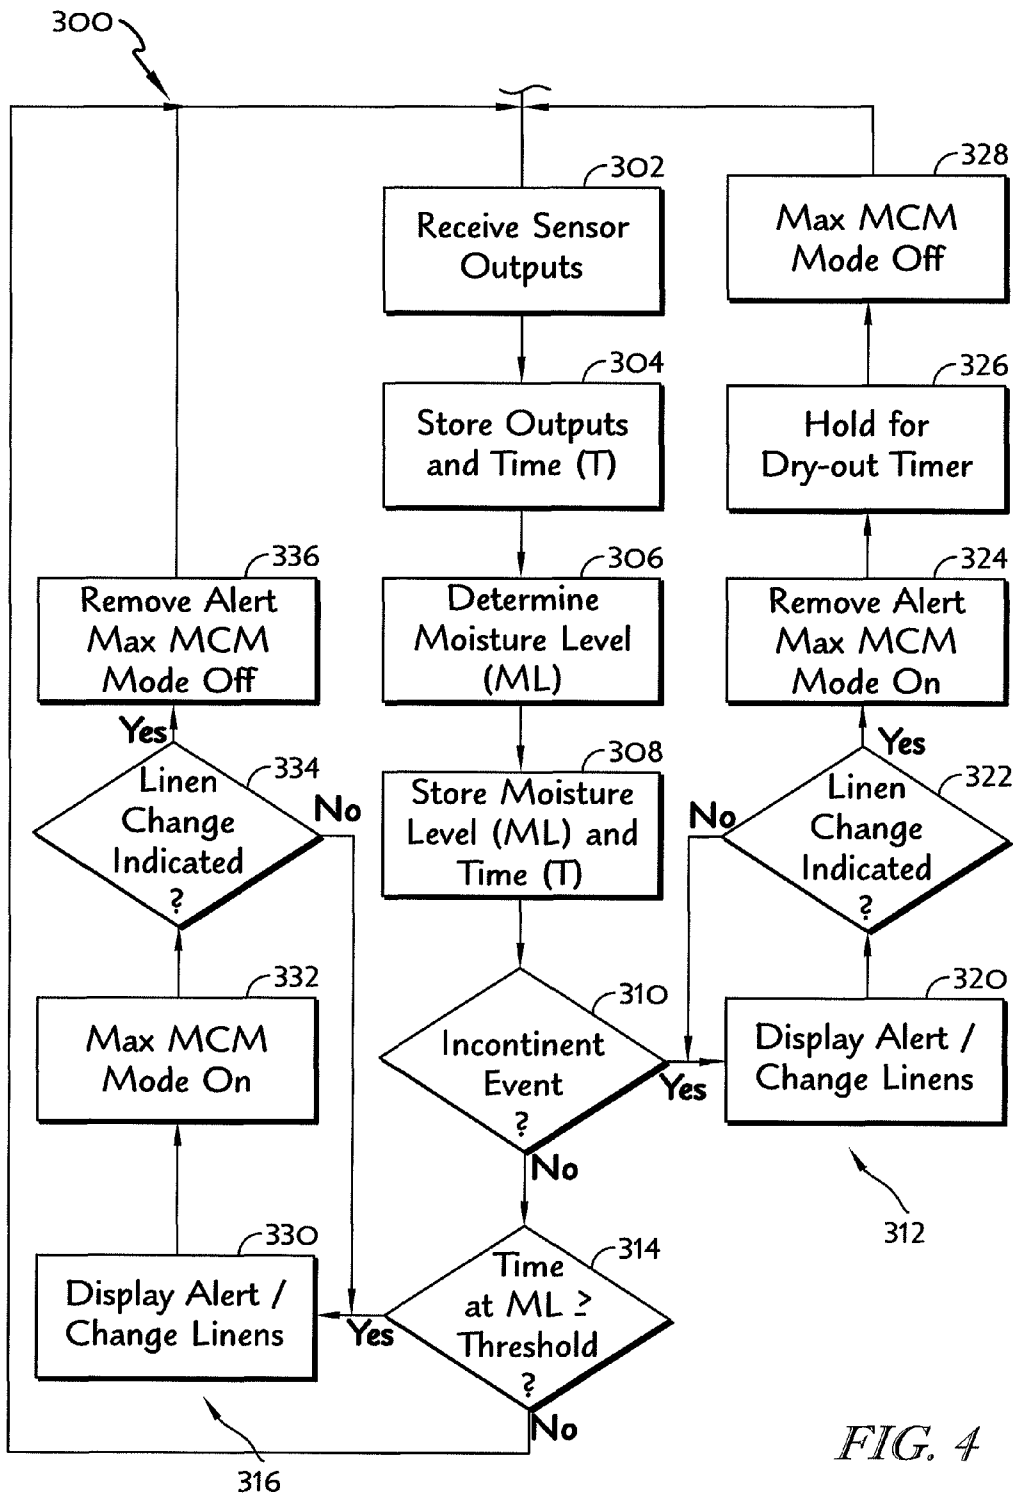 300
302
Receive Sensor
Outputs
304
Store Outputs
and Time (T)
306
Determine
Moisture Level
(ML)
308
Store Moisture
Level (ML) and
Time (T)
310
Incontinent
Event
?
Yes
No
314
Time
at ML ≥
Threshold
?
Yes
No
328
Max MCM
Mode Off
326
Hold for
Dry-out Timer
324
Remove Alert
Max MCM
Mode On
Yes
322
Linen
Change
Indicated
?
No
320
Display Alert /
Change Linens
312
336
Remove Alert
Max MCM
Mode Off
Yes
334
Linen
Change
Indicated
?
No
332
Max MCM
Mode On
330
Display Alert /
Change Linens
316
FIG. 4